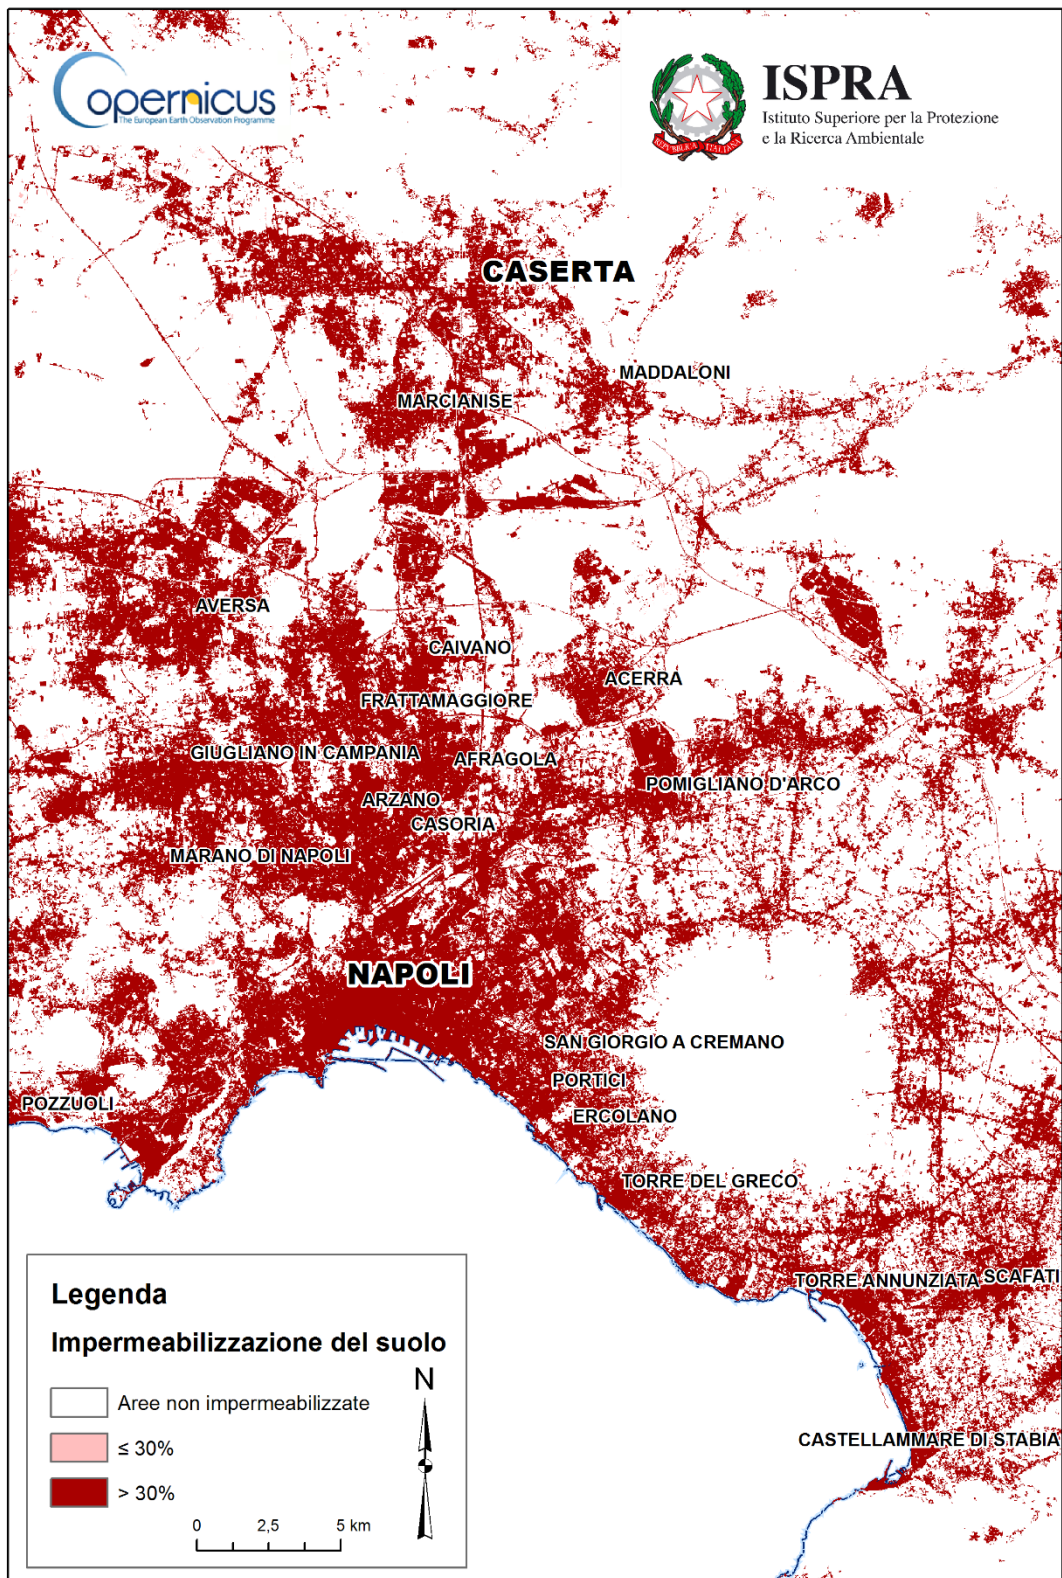 Copernicus
The European Earth Observation Programme
ISPRA
Istituto Superiore per la Protezione
e la Ricerca Ambientale
REPVBBLICA ITALIANA
CASERTA
MADDALONI
MARCIANISE
AVERSA
CAIVANO
ACERRA
FRATTAMAGGIORE
GIUGLIANO IN CAMPANIA
AFRAGOLA
POMIGLIANO D'ARCO
ARZANO
CASORIA
MARANO DI NAPOLI
NAPOLI
SAN GIORGIO A CREMANO
PORTICI
POZZUOLI
ERCOLANO
TORRE DEL GRECO
TORRE ANNUNZIATA
SCAFATI
CASTELLAMMARE DI STABIA
Legenda
Impermeabilizzazione del suolo
N
Aree non impermeabilizzate
≤ 30%
> 30%
0 2,5 5 km